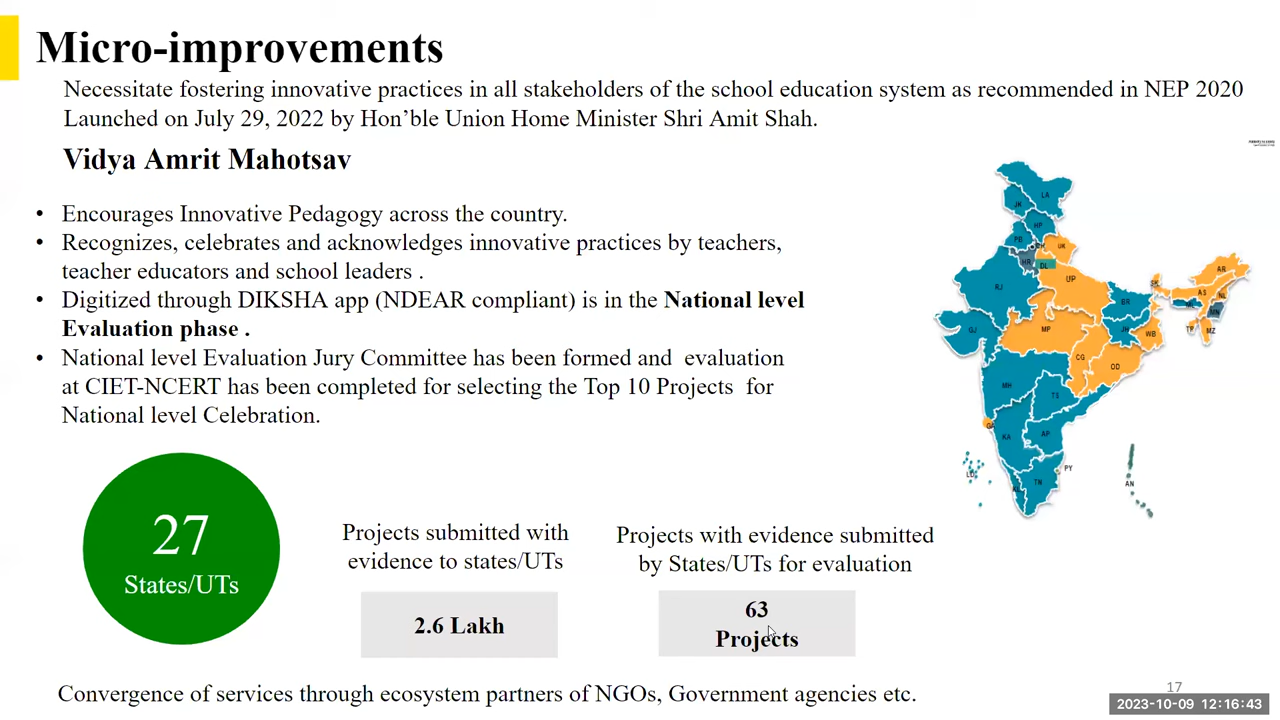 Micro-improvements
Necessitate fostering innovative practices in all stakeholders of the school education system as recommended in NEP 2020
Launched on July 29, 2022 by Hon’ble Union Home Minister Shri Amit Shah.
Vidya Amrit Mahotsav
• Encourages Innovative Pedagogy across the country.
• Recognizes, celebrates and acknowledges innovative practices by teachers,
teacher educators and school leaders .
• Digitized through DIKSHA app (NDEAR compliant) is in the National level
Evaluation phase .
• National level Evaluation Jury Committee has been formed and evaluation
at CIET-NCERT has been completed for selecting the Top 10 Projects for
National level Celebration.
LA
JK
HP
PB
UK
HR
DL
UP
RJ
AR
AS
NL
BR
MN
GJ
MP
JH
WB
MZ
CG
OD
MH
TS
KA
AP
PY
TN
AN
27
States/UTs
Projects submitted with
evidence to states/UTs
2.6 Lakh
Projects with evidence submitted
by States/UTs for evaluation
63
Projects
Convergence of services through ecosystem partners of NGOs, Government agencies etc.
17
2023-10-09 12:16:43